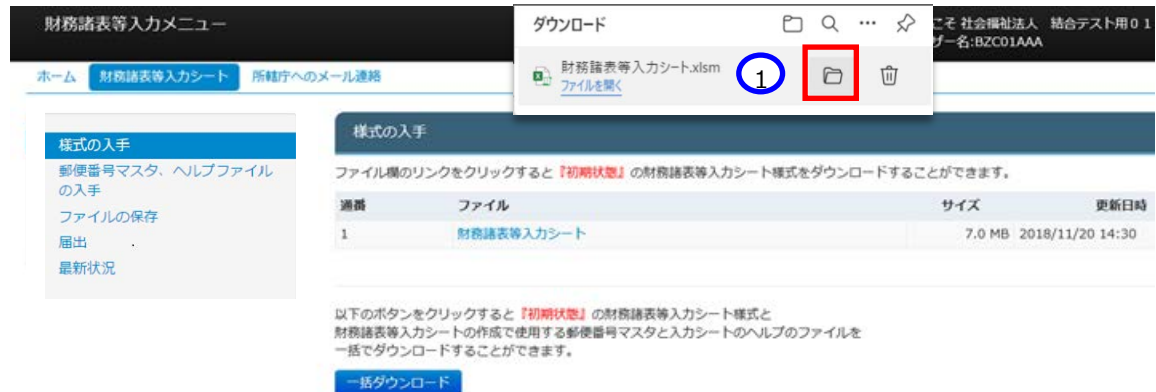 財務諸表等入力メニュー
ダウンロード
こそ 社会福祉法人 結合テスト用01
ザー名:BZC01AAA
ホーム 財務諸表等入力シート 所轄庁へのメール連絡
財務諸表等入力シート.xlsm
ファイルを開く
1
様式の入手
郵便番号マスタ、ヘルプファイル
の入手
ファイルの保存
届出 .
最新状況
様式の入手
ファイル欄のリンクをクリックすると『初期状態』の財務諸表等入力シート様式をダウンロードすることができます。
通番 ファイル サイズ 更新日時
1 財務諸表等入力シート 7.0 MB 2018/11/20 14:30
以下のボタンをクリックすると『初期状態』の財務諸表等入力シート様式と
財務諸表等入力シートの作成で使用する郵便番号マスタと入力シートのヘルプのファイルを
一括でダウンロードすることができます。
一括ダウンロード